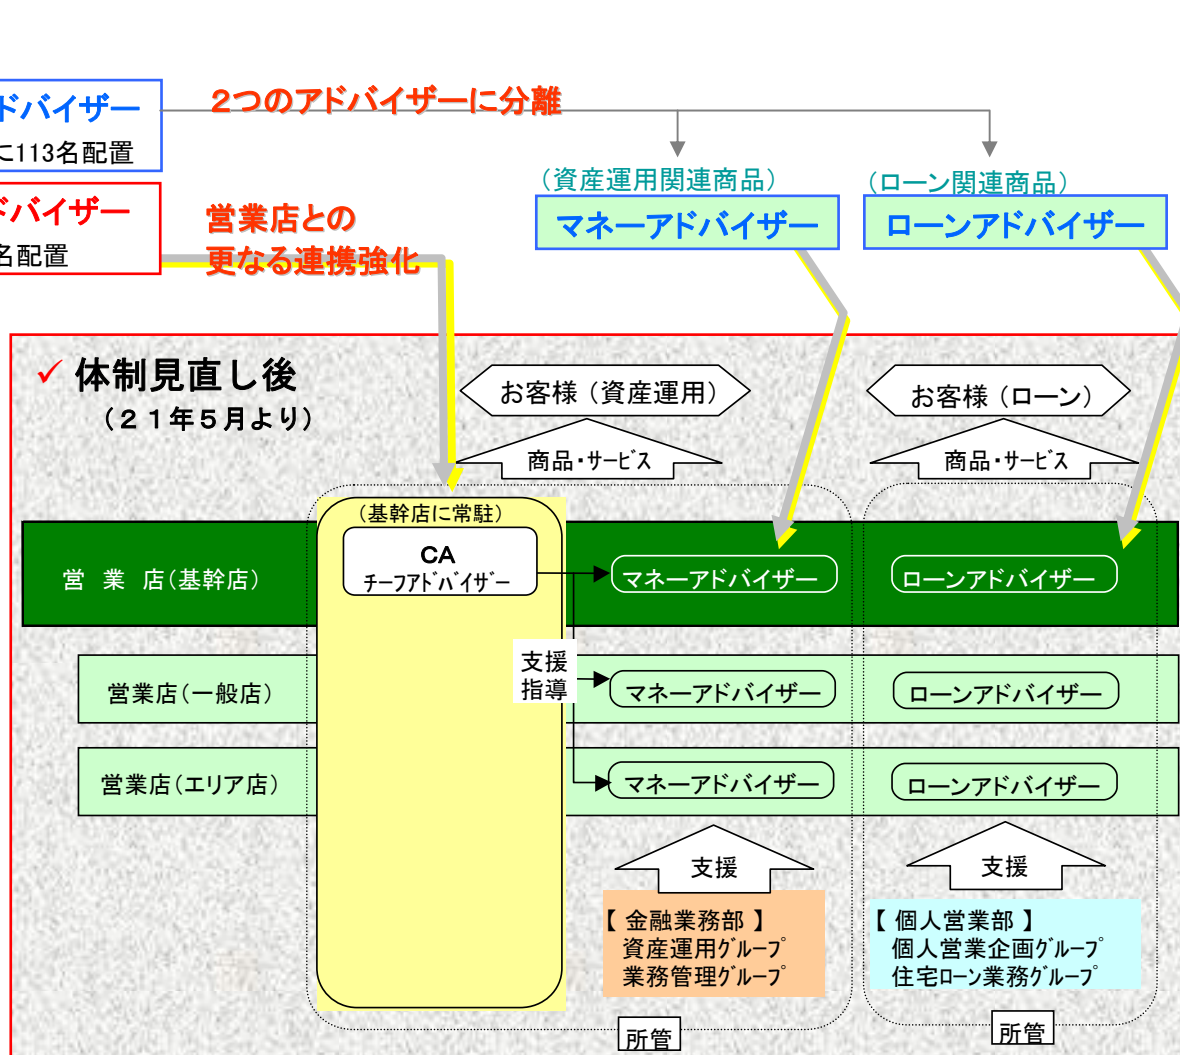 ドバイザー
に113名配置
２つのアドバイザーに分離
ドバイザー
名配置
営業店との
更なる連携強化
（資産運用関連商品）
マネーアドバイザー
（ローン関連商品）
ローンアドバイザー
✓ 体制見直し後
（２１年５月より）
お客様（資産運用）
お客様（ローン）
商品・ｻｰﾋﾞｽ
商品・ｻｰﾋﾞｽ
（基幹店に常駐）
CA
ﾁｰﾌｱﾄﾞﾊﾞｲｻﾞｰ
営 業 店（基幹店）
マネーアドバイザー
ローンアドバイザー
支援
指導
営業店（一般店）
マネーアドバイザー
ローンアドバイザー
営業店（エリア店）
マネーアドバイザー
ローンアドバイザー
支援
支援
【 金融業務部 】
資産運用ｸﾞﾙｰﾌﾟ
業務管理ｸﾞﾙｰﾌﾟ
【 個人営業部 】
個人営業企画ｸﾞﾙｰﾌﾟ
住宅ﾛｰﾝ業務ｸﾞﾙｰﾌﾟ
所管
所管